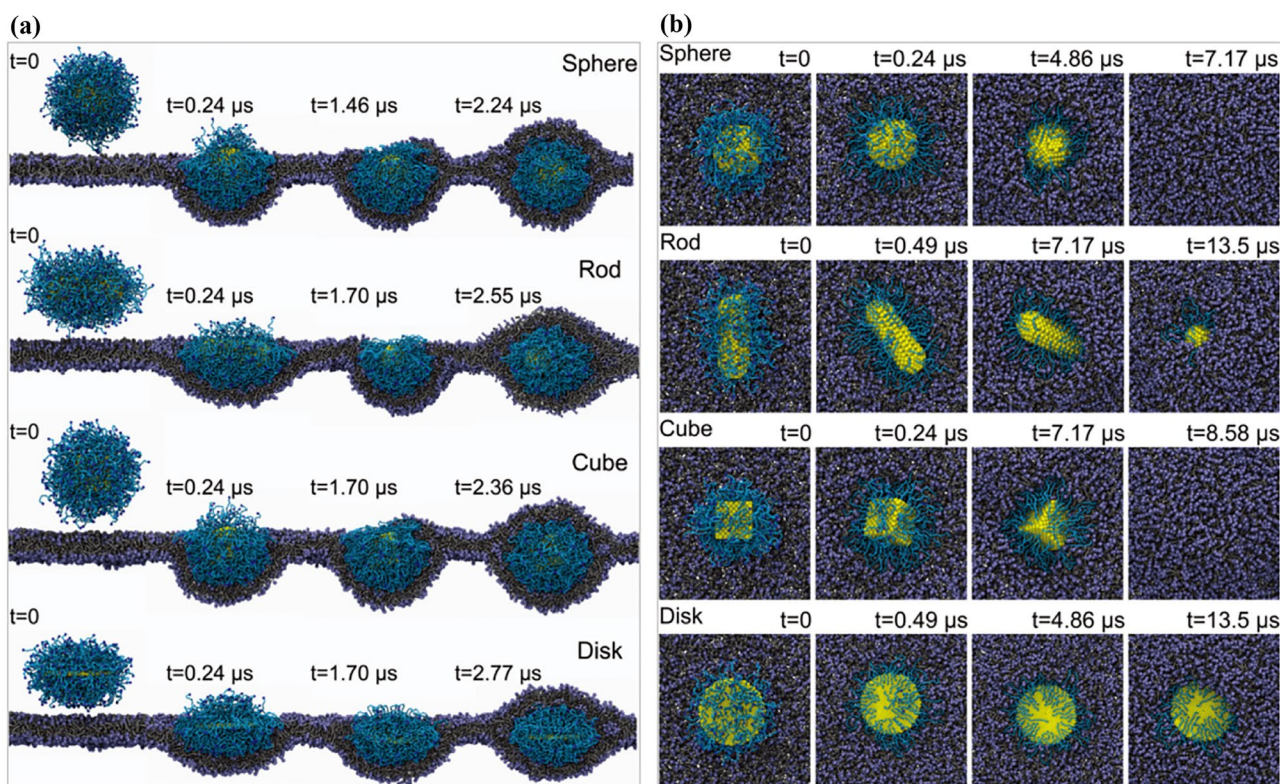 (a)
t=0
Sphere
t=0.24 μs t=1.46 μs t=2.24 μs
t=0
Rod
t=0.24 μs t=1.70 μs t=2.55 μs
t=0
Cube
t=0.24 μs t=1.70 μs t=2.36 μs
t=0
Disk
t=0.24 μs t=1.70 μs t=2.77 μs
(b)
Sphere t=0 t=0.24 μs t=4.86 μs t=7.17 μs
Rod t=0 t=0.49 μs t=7.17 μs t=13.5 μs
Cube t=0 t=0.24 μs t=7.17 μs t=8.58 μs
Disk t=0 t=0.49 μs t=4.86 μs t=13.5 μs